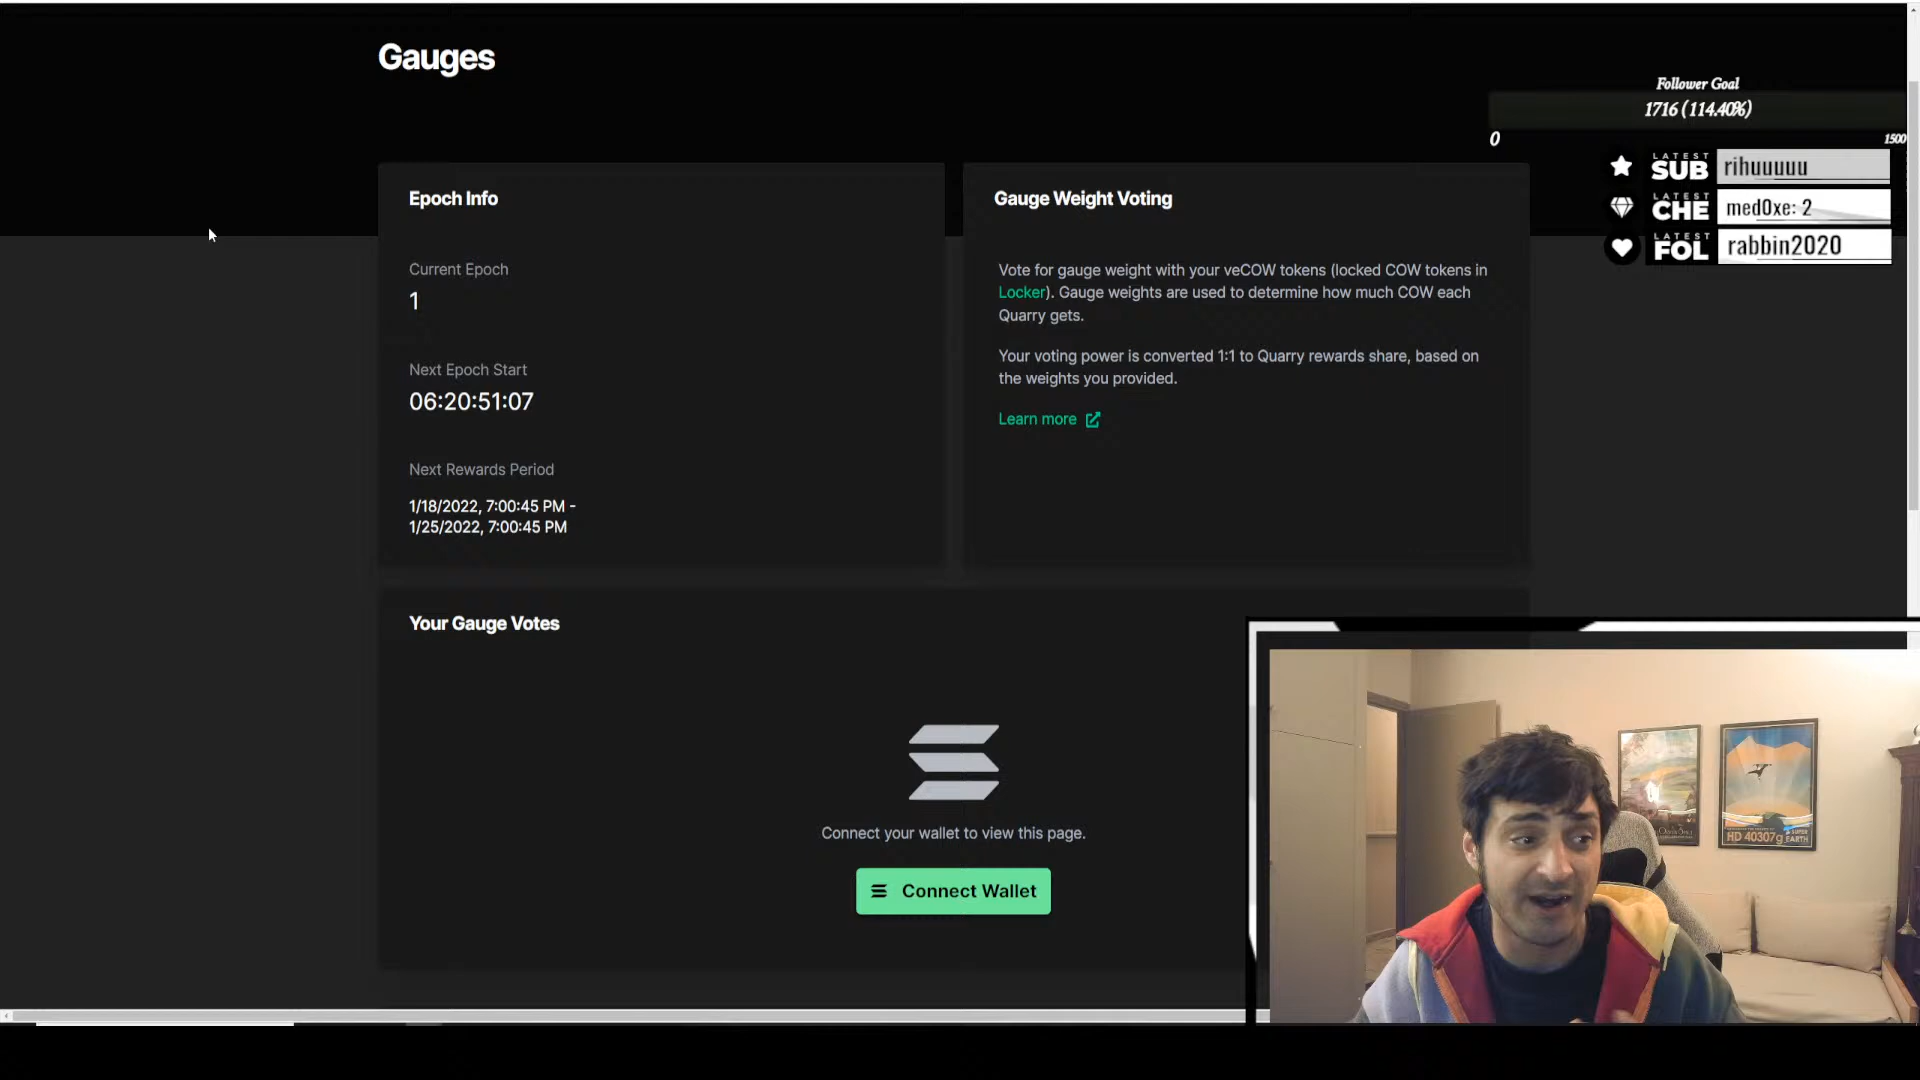 Gauges
Follower Goal
1716 (114.40%)
0
1500
LATEST
SUB
rihuuuuu
LATEST
CHE
med0xe: 2
LATEST
FOL
rabbin2020
Epoch Info
Current Epoch
1
Next Epoch Start
06:20:51:07
Next Rewards Period
1/18/2022, 7:00:45 PM -
1/25/2022, 7:00:45 PM
Gauge Weight Voting
Vote for gauge weight with your veCOW tokens (locked COW tokens in
Locker). Gauge weights are used to determine how much COW each
Quarry gets.
Your voting power is converted 1:1 to Quarry rewards share, based on
the weights you provided.
Learn more
Your Gauge Votes
Connect your wallet to view this page.
Connect Wallet
HD 40307g
SUPER
EARTH